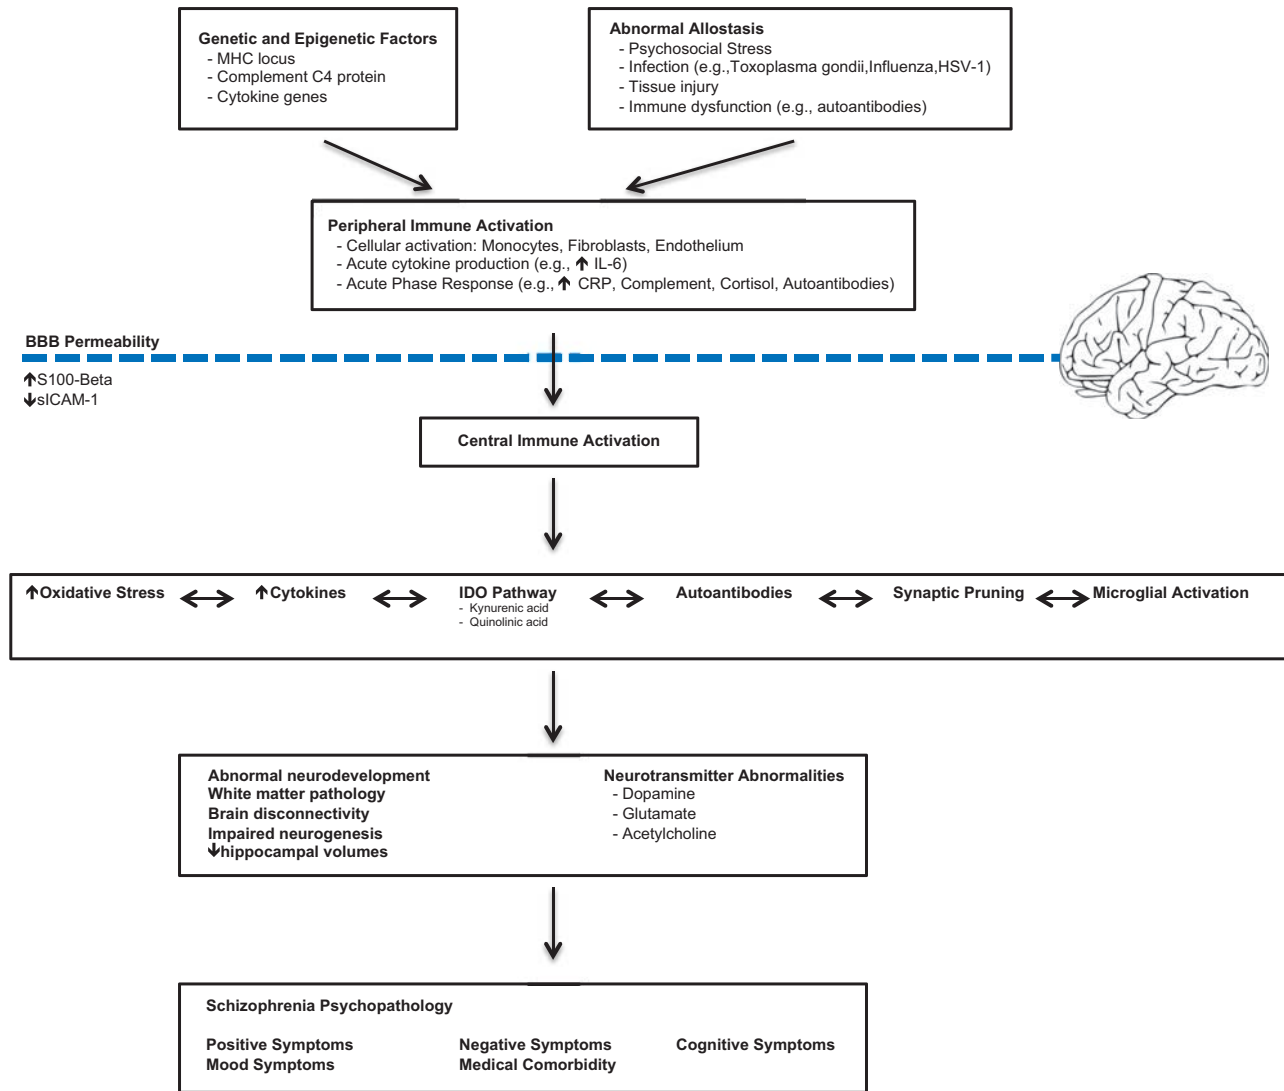 Genetic and Epigenetic Factors
- MHC locus
- Complement C4 protein
- Cytokine genes
Abnormal Allostasis
- Psychosocial Stress
- Infection (e.g.,Toxoplasma gondii,Influenza,HSV-1)
- Tissue injury
- Immune dysfunction (e.g., autoantibodies)
Peripheral Immune Activation
- Cellular activation: Monocytes, Fibroblasts, Endothelium
- Acute cytokine production (e.g., ↑ IL-6)
- Acute Phase Response (e.g., ↑ CRP, Complement, Cortisol, Autoantibodies)
BBB Permeability
↑S100-Beta
↓sICAM-1
Central Immune Activation
↑Oxidative Stress
↑Cytokines
IDO Pathway
- Kynurenic acid
- Quinolinic acid
Autoantibodies
Synaptic Pruning
Microglial Activation
Abnormal neurodevelopment
White matter pathology
Brain disconnectivity
Impaired neurogenesis
↓hippocampal volumes
Neurotransmitter Abnormalities
- Dopamine
- Glutamate
- Acetylcholine
Schizophrenia Psychopathology
Positive Symptoms
Negative Symptoms
Cognitive Symptoms
Mood Symptoms
Medical Comorbidity